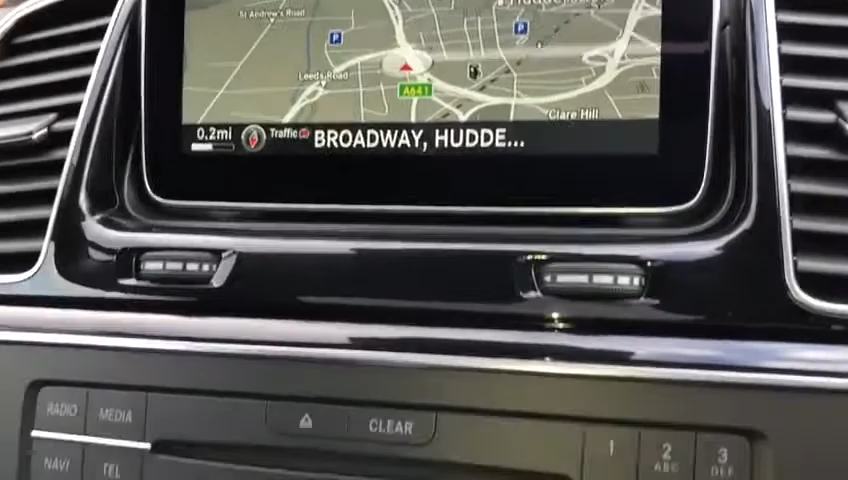 St Andrew's Road
P
P
Leeds Road
A641
Clare Hill
0.2mi
Traffic
BROADWAY, HUDDE...
RADIO
MEDIA
CLEAR
1
2
3
NAVI
TEL
ABC
DEF